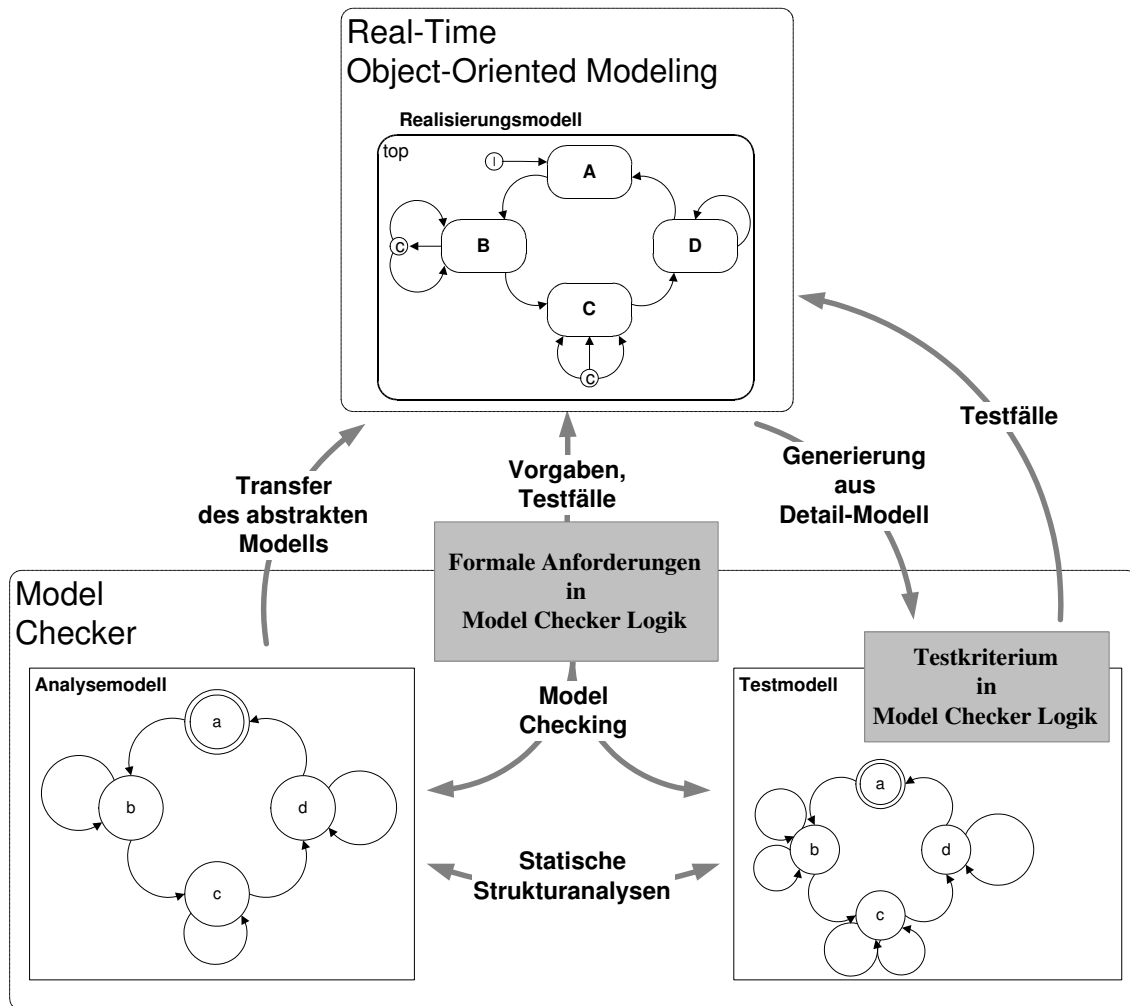 Real-Time
Object-Oriented Modeling
Realisierungsmodell
top
I
A
B
C
D
C
C
Testfälle
Vorgaben,
Testfälle
Generierung
aus
Detail-Modell
Transfer
des abstrakten
Modells
Formale Anforderungen
in
Model Checker Logik
Model
Checker
Testkriterium
in
Model Checker Logik
Analysemodell
a
b
d
c
Model
Checking
Statische
Strukturanalysen
Testmodell
a
b
d
c